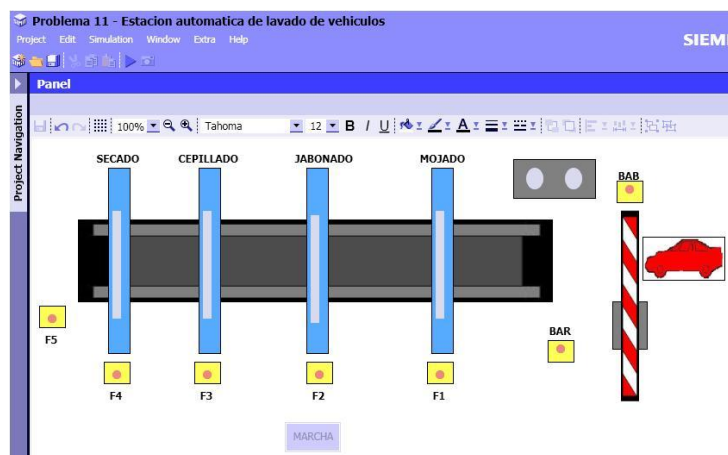 Problema 11 - Estacion automatica de lavado de vehiculos
Project Edit Simulation Window Extra Help
SIEM
Panel
Project Navigation
100% Tahoma 12 B I U A
SECADO CEPILLADO JABONADO MOJADO
BAB
F5
BAR
F4 F3 F2 F1
MARCHA